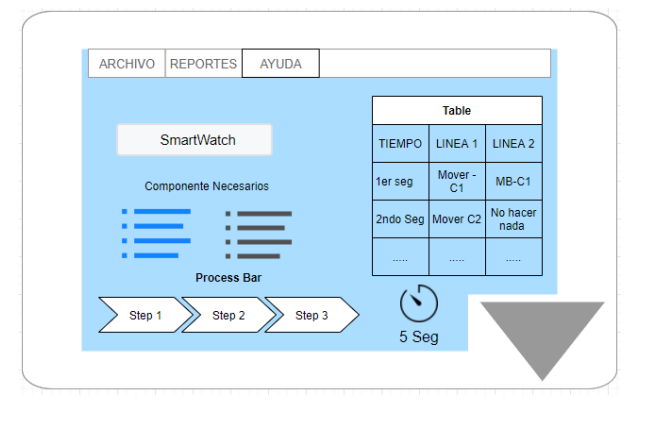 ARCHIVO REPORTES AYUDA
SmartWatch
Componente Necesarios
Table
TIEMPO LINEA 1 LINEA 2
1er seg Mover - C1 MB-C1
2ndo Seg Mover C2 No hacer nada
..... ..... .....
Process Bar
Step 1 Step 2 Step 3
5 Seg